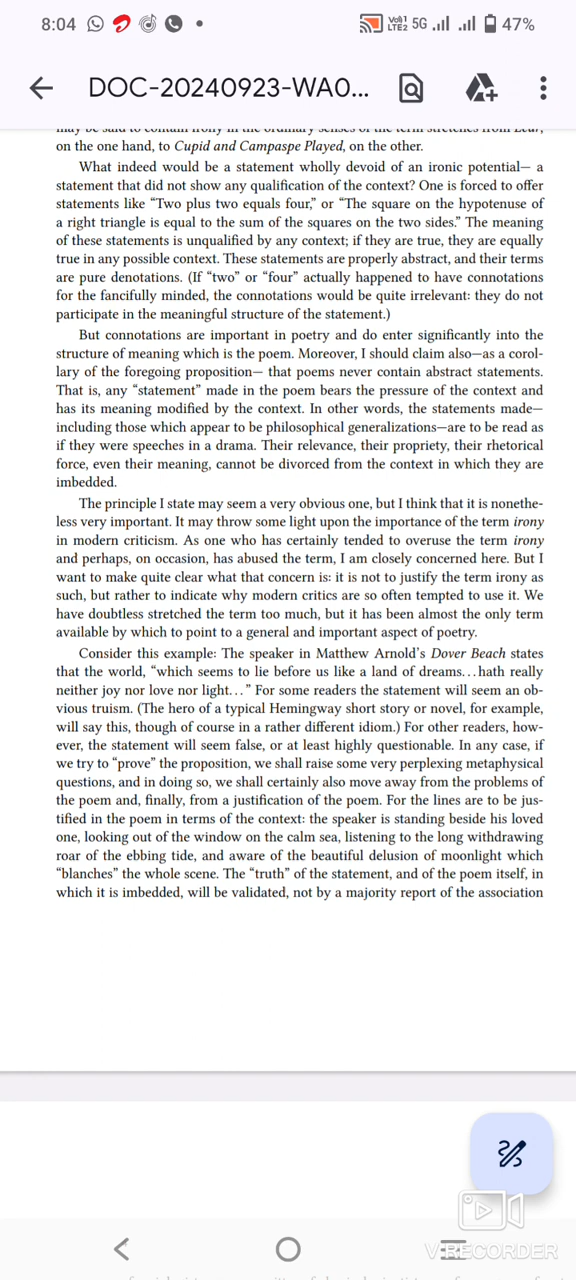 8:04
Vo)) 1
LTE2
5G
47%
DOC-20240923-WA0...
may be said to contain irony in the ordinary senses of the term stretches from Lear,
on the one hand, to Cupid and Campaspe Played, on the other.
What indeed would be a statement wholly devoid of an ironic potential— a
statement that did not show any qualification of the context? One is forced to offer
statements like “Two plus two equals four,” or “The square on the hypotenuse of
a right triangle is equal to the sum of the squares on the two sides.” The meaning
of these statements is unqualified by any context; if they are true, they are equally
true in any possible context. These statements are properly abstract, and their terms
are pure denotations. (If “two” or “four” actually happened to have connotations
for the fancifully minded, the connotations would be quite irrelevant: they do not
participate in the meaningful structure of the statement.)
But connotations are important in poetry and do enter significantly into the
structure of meaning which is the poem. Moreover, I should claim also—as a corol-
lary of the foregoing proposition— that poems never contain abstract statements.
That is, any “statement” made in the poem bears the pressure of the context and
has its meaning modified by the context. In other words, the statements made—
including those which appear to be philosophical generalizations—are to be read as
if they were speeches in a drama. Their relevance, their propriety, their rhetorical
force, even their meaning, cannot be divorced from the context in which they are
imbedded.
The principle I state may seem a very obvious one, but I think that it is nonethe-
less very important. It may throw some light upon the importance of the term irony
in modern criticism. As one who has certainly tended to overuse the term irony
and perhaps, on occasion, has abused the term, I am closely concerned here. But I
want to make quite clear what that concern is: it is not to justify the term irony as
such, but rather to indicate why modern critics are so often tempted to use it. We
have doubtless stretched the term too much, but it has been almost the only term
available by which to point to a general and important aspect of poetry.
Consider this example: The speaker in Matthew Arnold’s Dover Beach states
that the world, “which seems to lie before us like a land of dreams…hath really
neither joy nor love nor light…” For some readers the statement will seem an ob-
vious truism. (The hero of a typical Hemingway short story or novel, for example,
will say this, though of course in a rather different idiom.) For other readers, how-
ever, the statement will seem false, or at least highly questionable. In any case, if
we try to “prove” the proposition, we shall raise some very perplexing metaphysical
questions, and in doing so, we shall certainly also move away from the problems of
the poem and, finally, from a justification of the poem. For the lines are to be jus-
tified in the poem in terms of the context: the speaker is standing beside his loved
one, looking out of the window on the calm sea, listening to the long withdrawing
roar of the ebbing tide, and aware of the beautiful delusion of moonlight which
“blanches” the whole scene. The “truth” of the statement, and of the poem itself, in
which it is imbedded, will be validated, not by a majority report of the association
V RECORDER